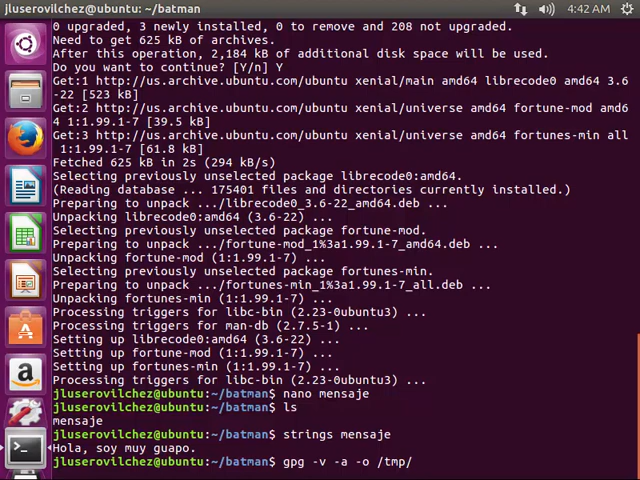 jluserovilchez@ubuntu: ~/batman
4:42 AM
0 upgraded, 3 newly installed, 0 to remove and 208 not upgraded.
Need to get 625 kB of archives.
After this operation, 2,184 kB of additional disk space will be used.
Do you want to continue? [Y/n] Y
Get:1 http://us.archive.ubuntu.com/ubuntu xenial/main amd64 librecode0 amd64 3.6
-22 [523 kB]
Get:2 http://us.archive.ubuntu.com/ubuntu xenial/universe amd64 fortune-mod amd6
4 1:1.99.1-7 [39.5 kB]
Get:3 http://us.archive.ubuntu.com/ubuntu xenial/universe amd64 fortunes-min all
1:1.99.1-7 [61.8 kB]
Fetched 625 kB in 2s (294 kB/s)
Selecting previously unselected package librecode0:amd64.
(Reading database ... 175401 files and directories currently installed.)
Preparing to unpack .../librecode0_3.6-22_amd64.deb ...
Unpacking librecode0:amd64 (3.6-22) ...
Selecting previously unselected package fortune-mod.
Preparing to unpack .../fortune-mod_1%3a1.99.1-7_amd64.deb ...
Unpacking fortune-mod (1:1.99.1-7) ...
Selecting previously unselected package fortunes-min.
Preparing to unpack .../fortunes-min_1%3a1.99.1-7_all.deb ...
Unpacking fortunes-min (1:1.99.1-7) ...
Processing triggers for libc-bin (2.23-0ubuntu3) ...
Processing triggers for man-db (2.7.5-1) ...
Setting up librecode0:amd64 (3.6-22) ...
Setting up fortune-mod (1:1.99.1-7) ...
Setting up fortunes-min (1:1.99.1-7) ...
Processing triggers for libc-bin (2.23-0ubuntu3) ...
jluserovilchez@ubuntu:~/batman$ nano mensaje
jluserovilchez@ubuntu:~/batman$ ls
mensaje
jluserovilchez@ubuntu:~/batman$ strings mensaje
Hola, soy muy guapo.
jluserovilchez@ubuntu:~/batman$ gpg -v -a -o /tmp/